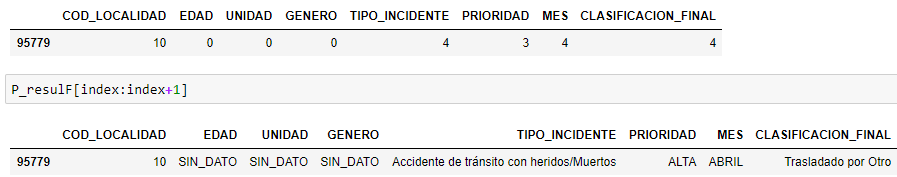 COD_LOCALIDAD EDAD UNIDAD GENERO TIPO_INCIDENTE PRIORIDAD MES CLASIFICACION_FINAL
95779 10 0 0 0 4 3 4 4
P_resulF[index:index+1]
COD_LOCALIDAD EDAD UNIDAD GENERO TIPO_INCIDENTE PRIORIDAD MES CLASIFICACION_FINAL
95779 10 SIN_DATO SIN_DATO SIN_DATO Accidente de tránsito con heridos/Muertos ALTA ABRIL Trasladado por Otro